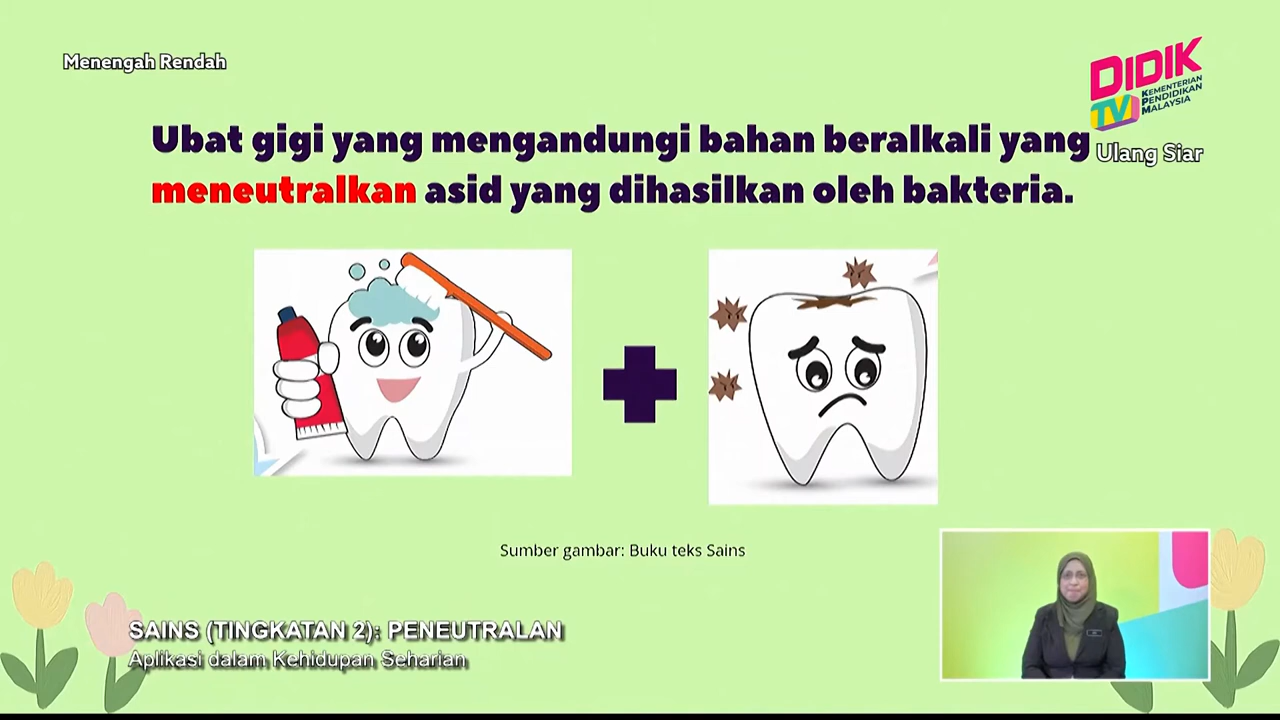 Menengah Rendah
DIDIK
TV
KEMENTERIAN
PENDIDIKAN
MALAYSIA
Ulang Siar
Ubat gigi yang mengandungi bahan beralkali yang
meneutralkan asid yang dihasilkan oleh bakteria.
Sumber gambar: Buku teks Sains
SAINS (TINGKATAN 2): PENEUTRALAN
Aplikasi dalam Kehidupan Seharian